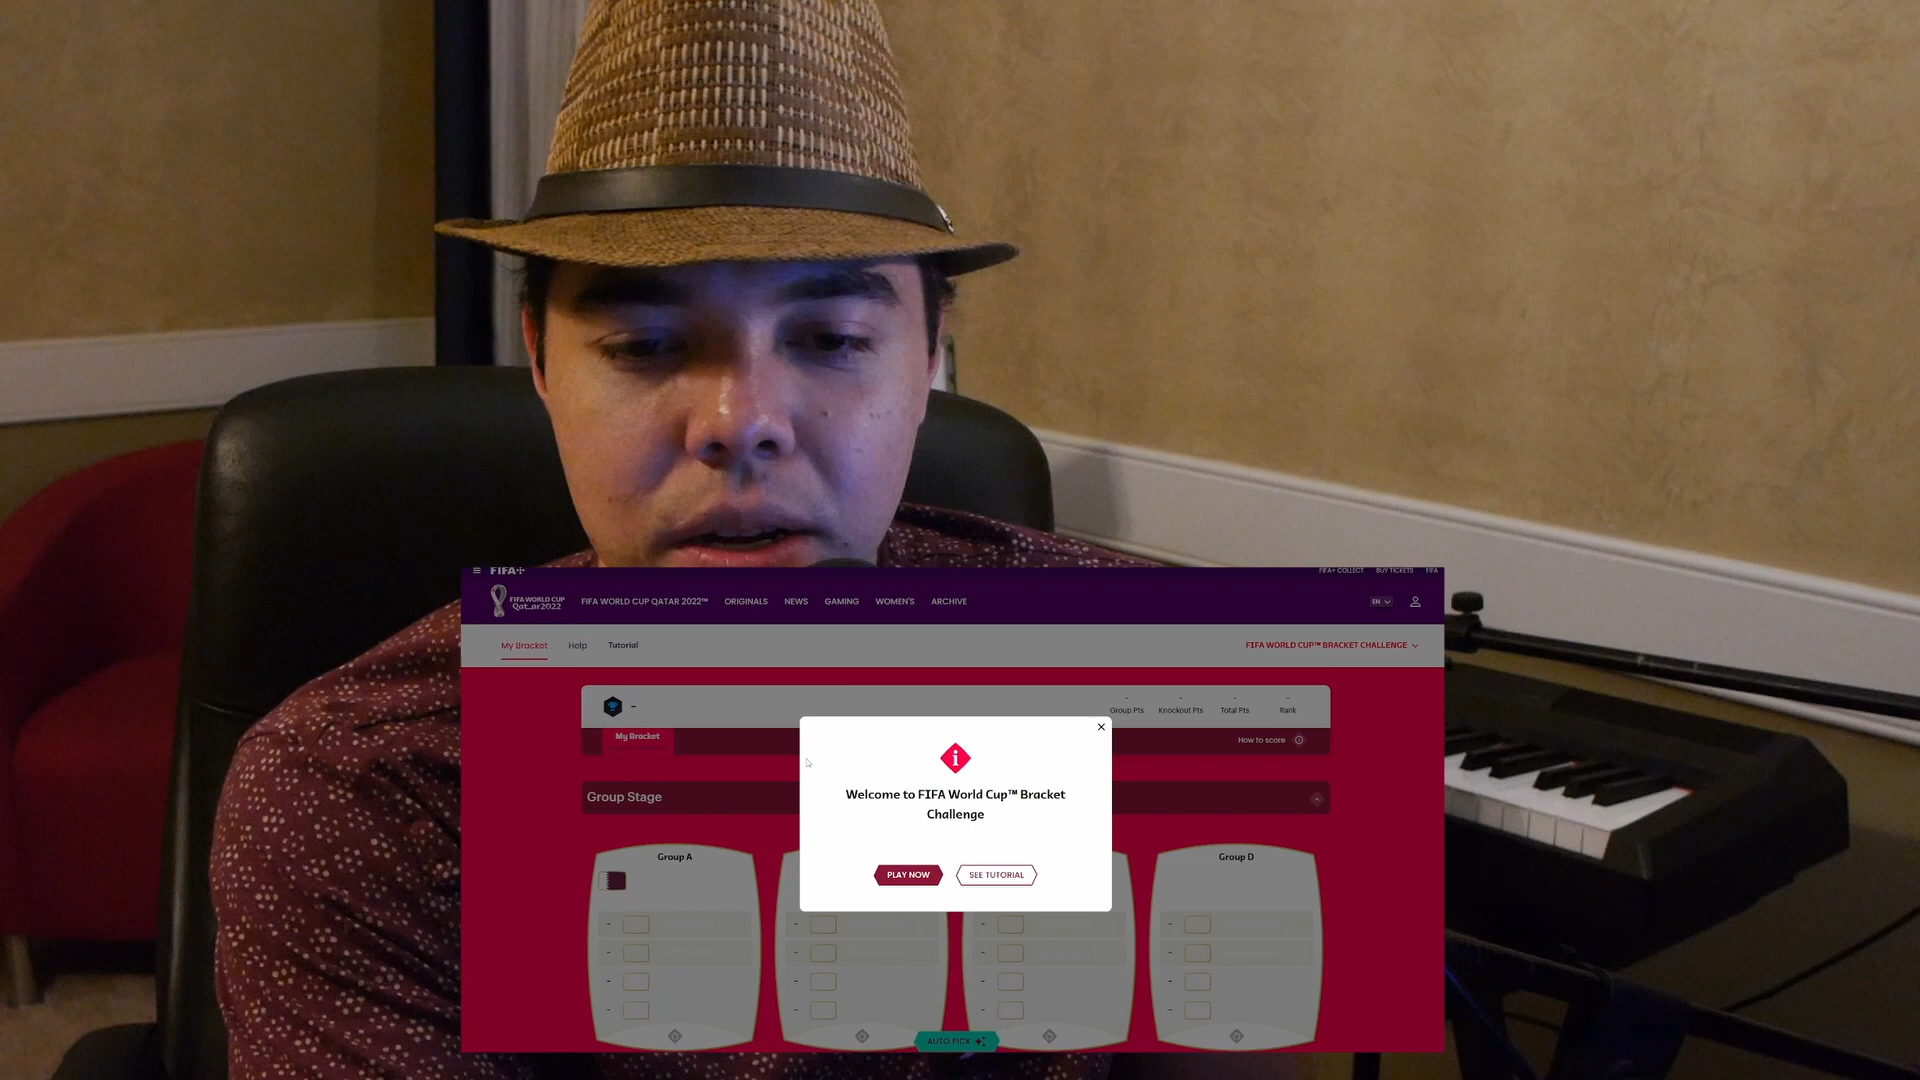 FIFA+
FIFA+ COLLECT
BUY TICKETS
FIFA
FIFA WORLD CUP
Qatar2022
FIFA WORLD CUP QATAR 2022™
ORIGINALS
NEWS
GAMING
WOMEN'S
ARCHIVE
EN
My Bracket
Help
Tutorial
FIFA WORLD CUP™ BRACKET CHALLENGE
-
- - - -
Group Pts
Knockout Pts
Total Pts
Rank
My Bracket
How to score
Group Stage
Welcome to FIFA World Cup™ Bracket
Challenge
PLAY NOW
SEE TUTORIAL
Group A
Group D
- - - -
- - - -
- - - -
- - - -
AUTO PICK